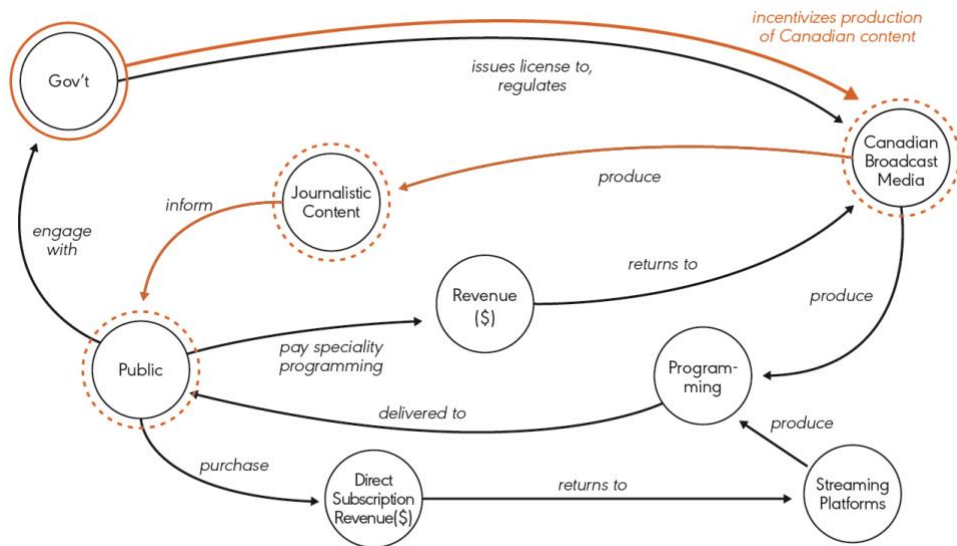 incentivizes production
of Canadian content
Gov't
issues license to,
regulates
Canadian
Broadcast
Media
produce
Journalistic
Content
inform
engage
with
returns to
Revenue
($)
produce
pay speciality
programming
Public
Program-
ming
delivered to
produce
purchase
Direct
Subscription
Revenue($)
returns to
Streaming
Platforms